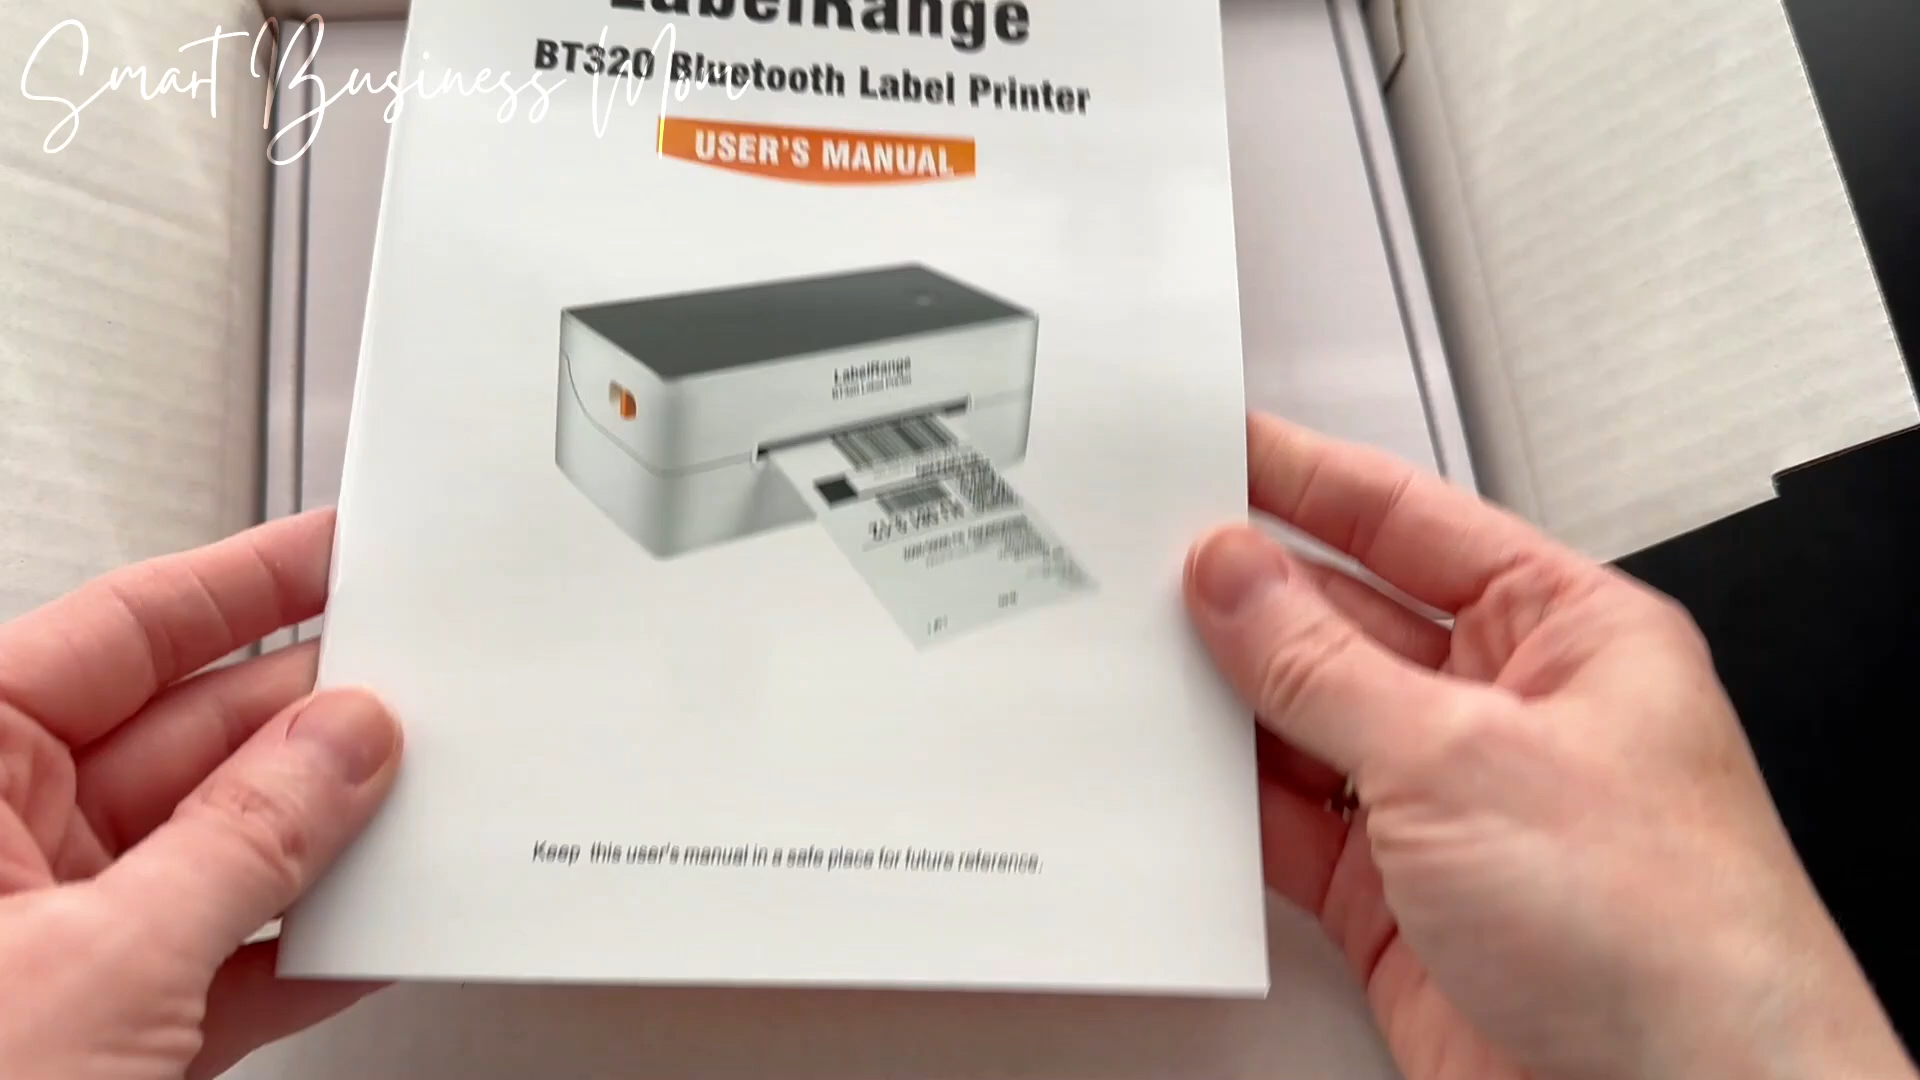 Smart Business Mom
LabelRange
BT320 Bluetooth Label Printer
USER'S MANUAL
LabelRange
Keep this user's manual in a safe place for future reference.